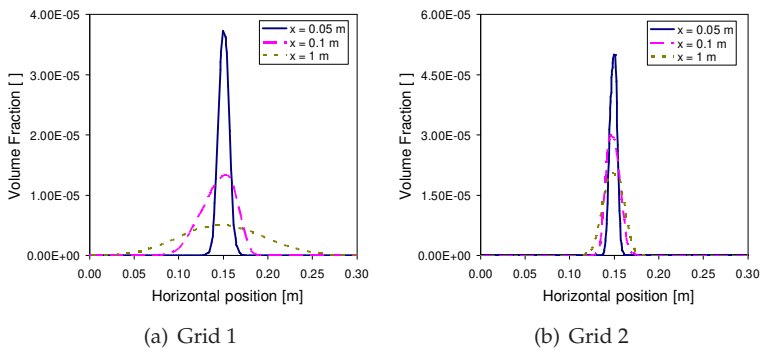 4.00E-05
3.00E-05
2.00E-05
1.00E-05
0.00E+00
Volume Fraction [ ]
x = 0.05 m
x = 0.1 m
x = 1 m
0.00 0.05 0.10 0.15 0.20 0.25 0.30
Horizontal position [m]
(a) Grid 1
6.00E-05
4.50E-05
3.00E-05
1.50E-05
0.00E+00
Volume Fraction [ ]
x = 0.05 m
x = 0.1 m
x = 1 m
0.00 0.05 0.10 0.15 0.20 0.25 0.30
Horizontal position [m]
(b) Grid 2